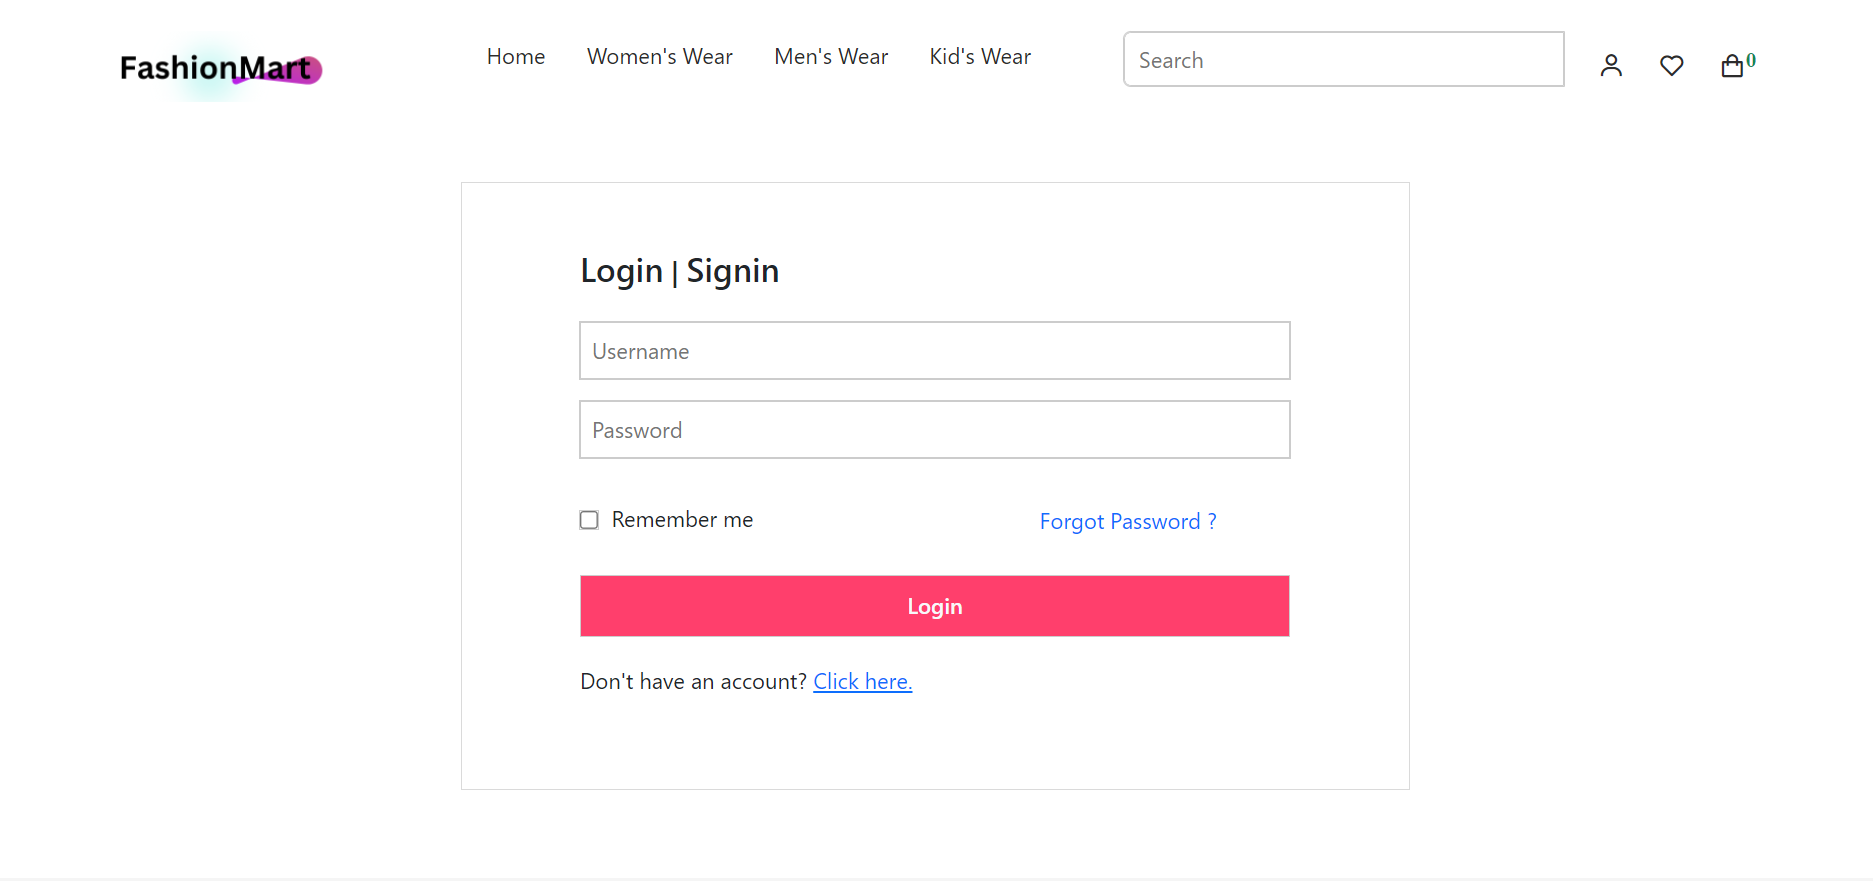 FashionMart
Home Women's Wear Men's Wear Kid's Wear
Search
0
Login | Signin
Username
Password
Remember me
Forgot Password ?
Login
Don't have an account? Click here.